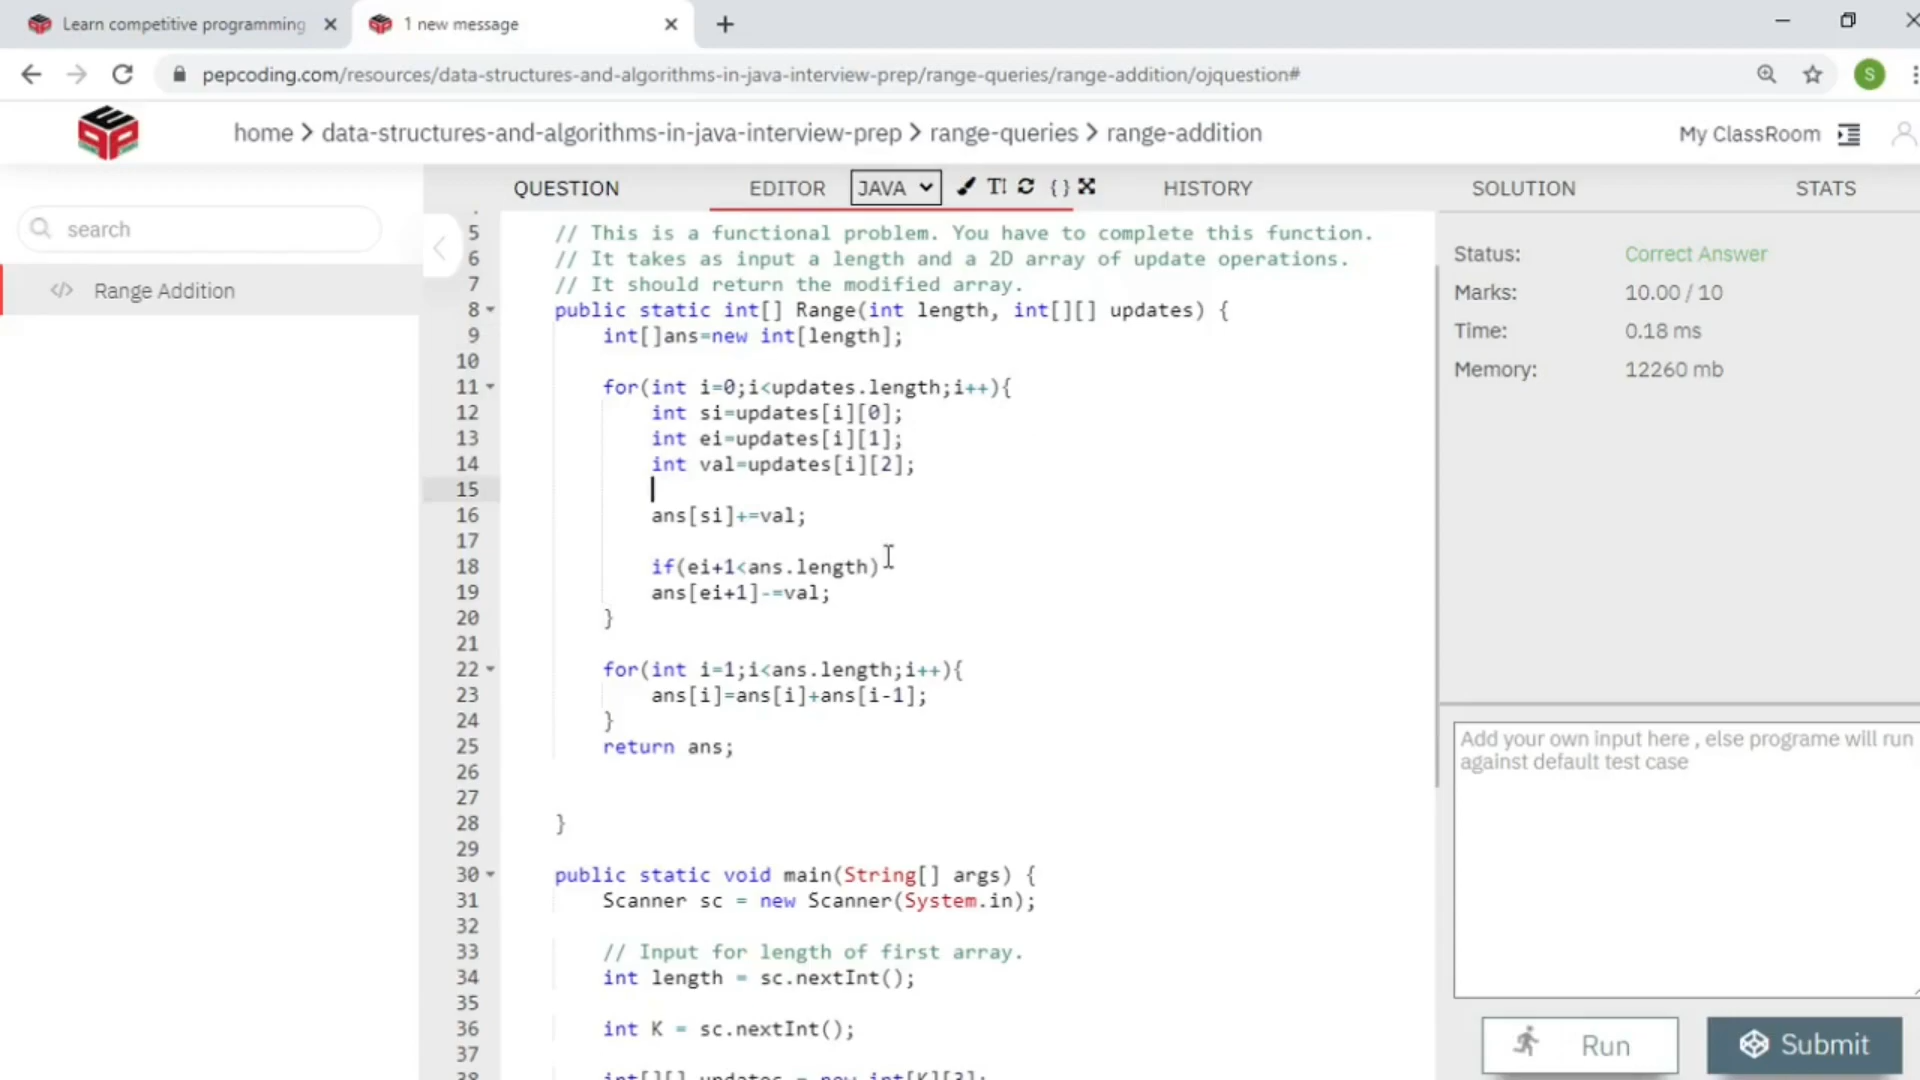 Learn competitive programming
1 new message
pepcoding.com/resources/data-structures-and-algorithms-in-java-interview-prep/range-queries/range-addition/ojquestion#
S
home > data-structures-and-algorithms-in-java-interview-prep > range-queries > range-addition
My ClassRoom
QUESTION EDITOR JAVA HISTORY SOLUTION STATS
search
Range Addition
5 // This is a functional problem. You have to complete this function.
6 // It takes as input a length and a 2D array of update operations.
7 // It should return the modified array.
8 public static int[] Range(int length, int[][] updates) {
9 int[]ans=new int[length];
10
11 for(int i=0;i<updates.length;i++){
12 int si=updates[i][0];
13 int ei=updates[i][1];
14 int val=updates[i][2];
15
16 ans[si]+=val;
17
18 if(ei+1<ans.length)
19 ans[ei+1]-=val;
20 }
21
22 for(int i=1;i<ans.length;i++){
23 ans[i]=ans[i]+ans[i-1];
24 }
25 return ans;
26
27
28 }
29
30 public static void main(String[] args) {
31 Scanner sc = new Scanner(System.in);
32
33 // Input for length of first array.
34 int length = sc.nextInt();
35
36 int K = sc.nextInt();
37
38 int[][] updates = new int[K][3];
Status: Correct Answer
Marks: 10.00 / 10
Time: 0.18 ms
Memory: 12260 mb
Add your own input here , else programe will run
against default test case
Run
Submit